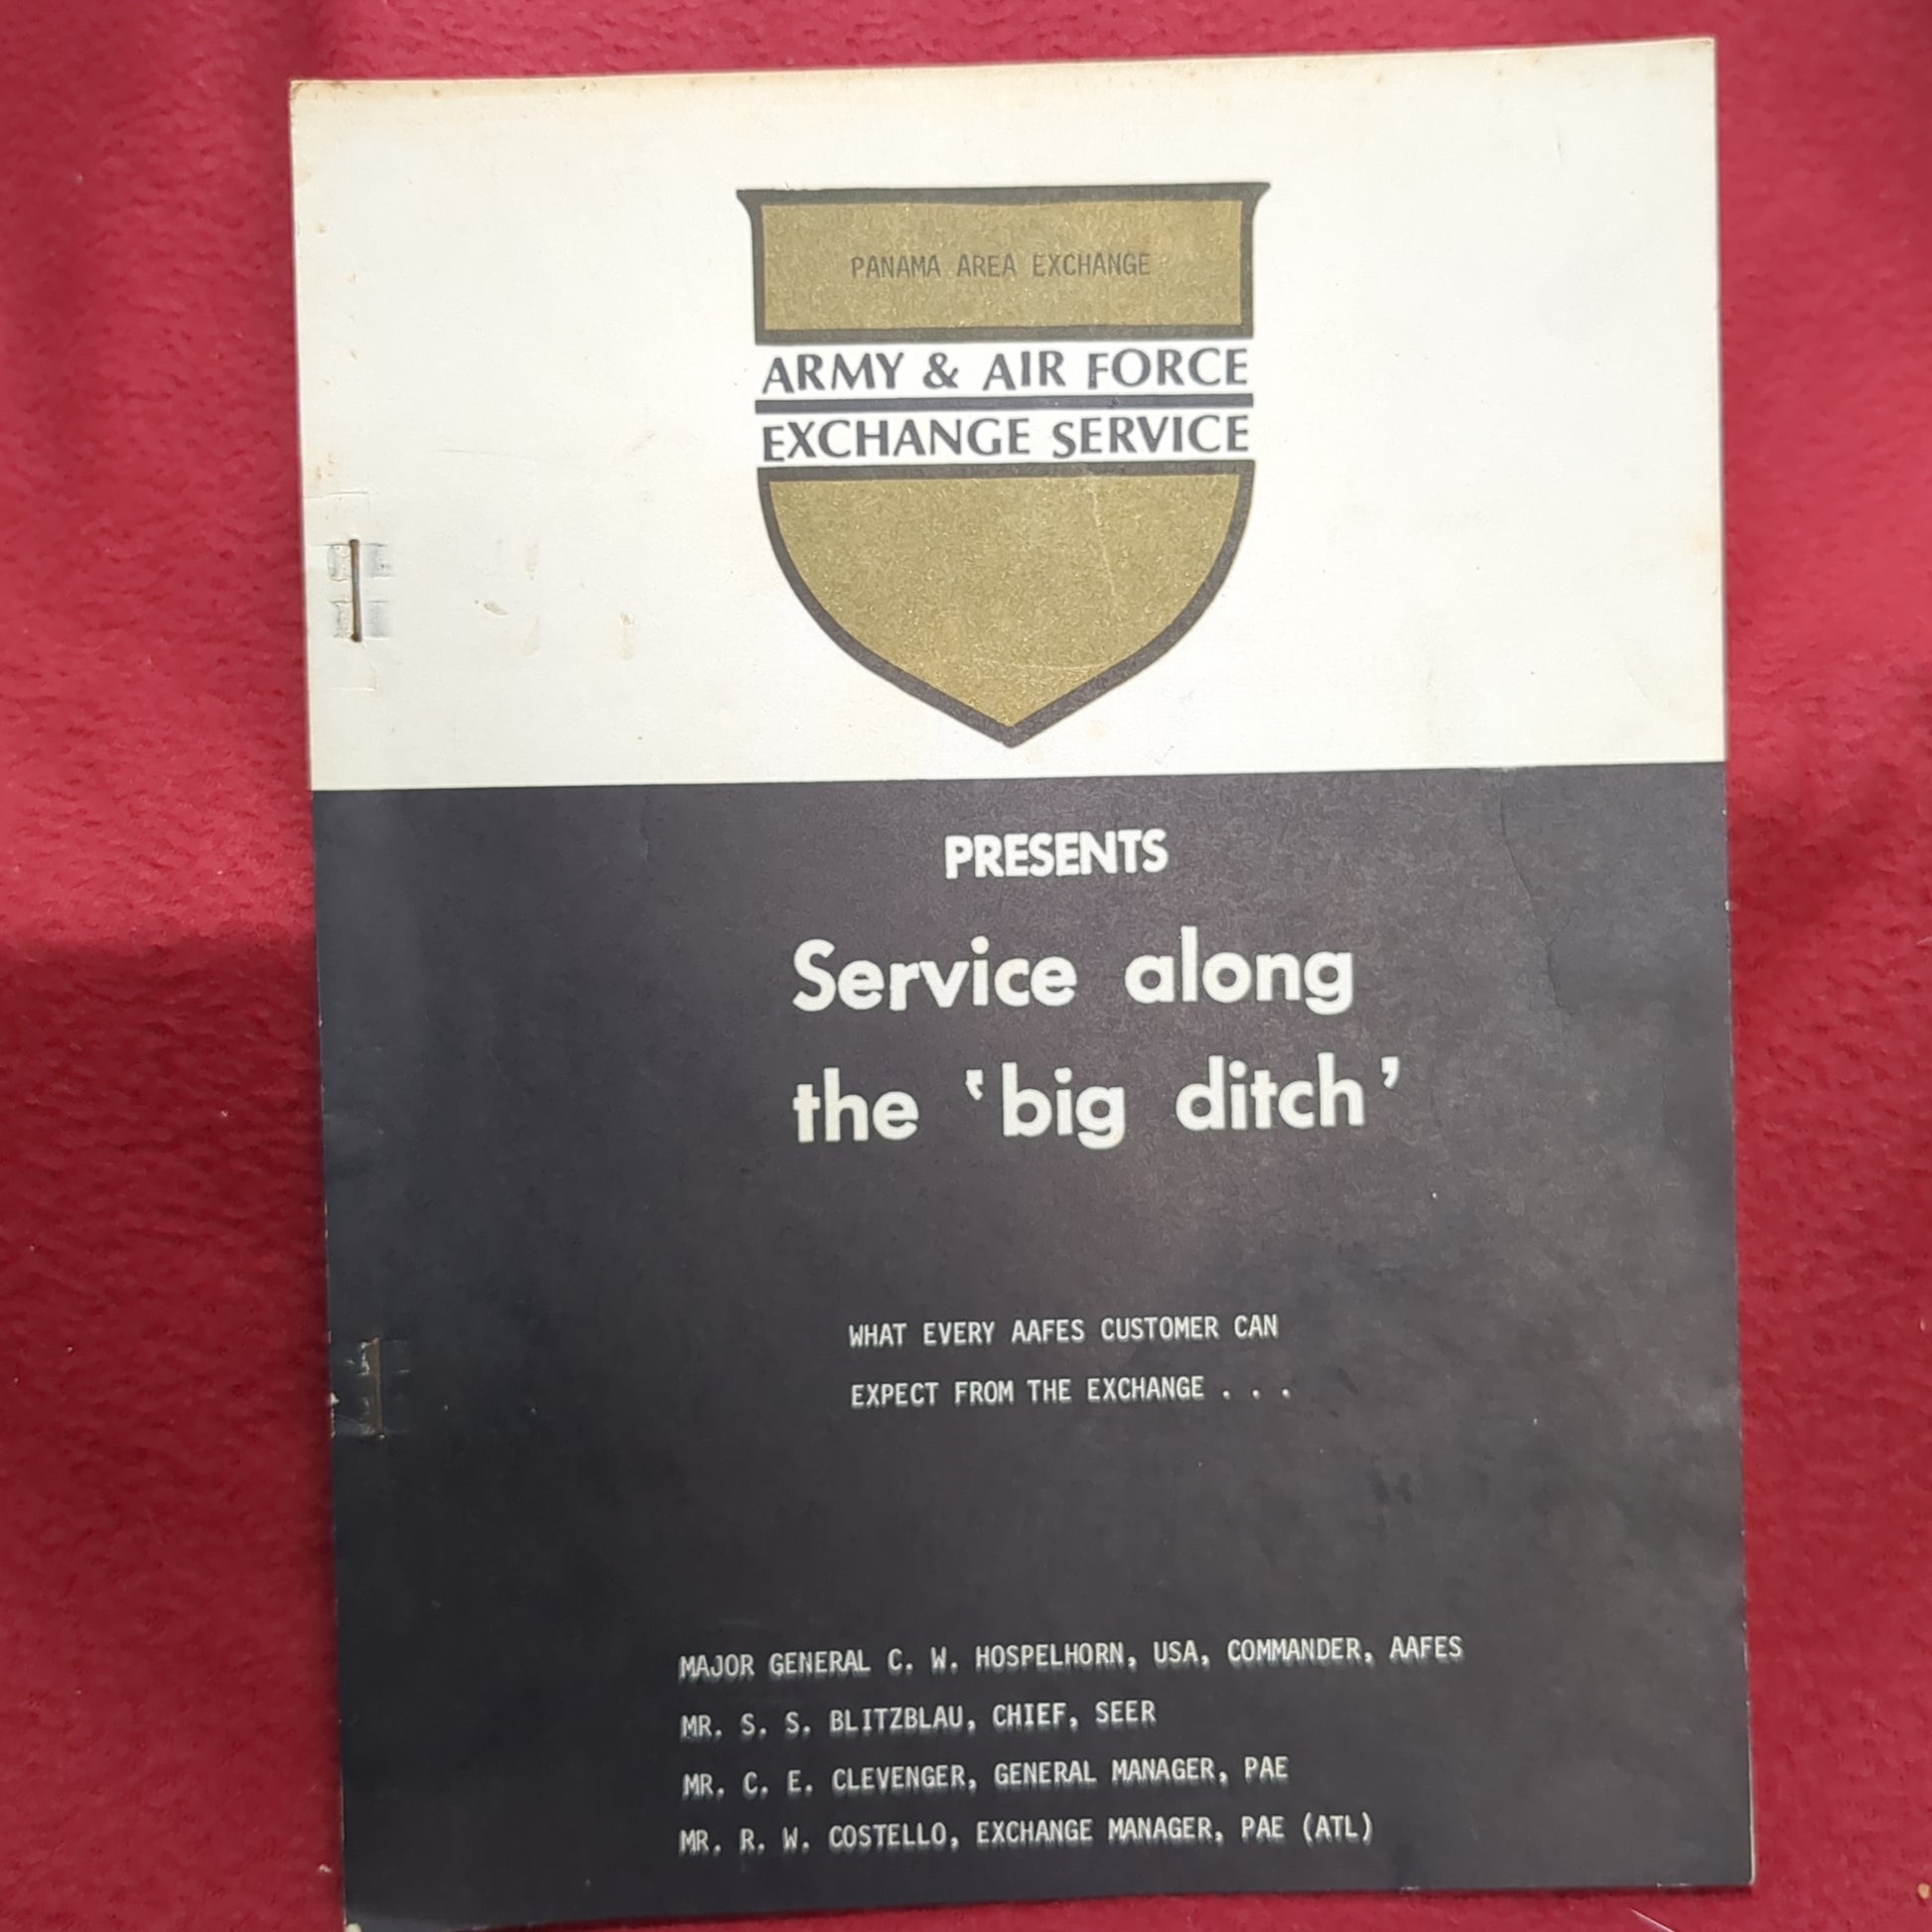 PANAMA AREA EXCHANGE
ARMY & AIR FORCE
EXCHANGE SERVICE
PRESENTS
Service along
the 'big ditch'
WHAT EVERY AAFES CUSTOMER CAN
EXPECT FROM THE EXCHANGE . . .
MAJOR GENERAL C. W. HOSPELHORN, USA, COMMANDER, AAFES
MR. S. S. BLITZBLAU, CHIEF, SEER
MR. C. E. CLEVENGER, GENERAL MANAGER, PAE
MR. R. W. COSTELLO, EXCHANGE MANAGER, PAE (ATL)